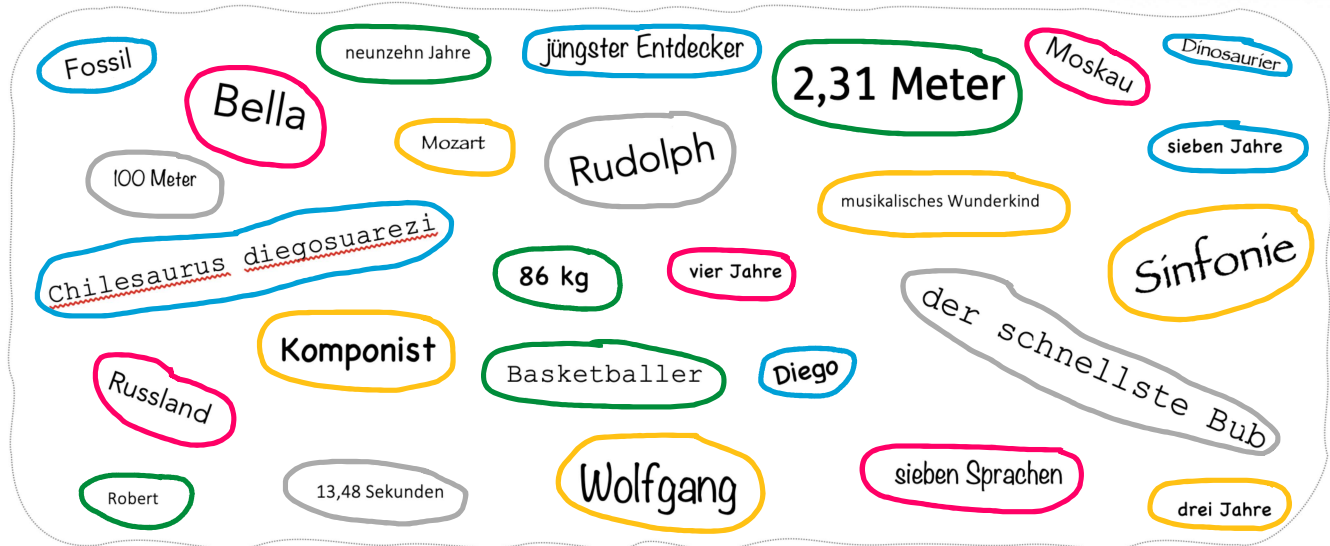 Fossil
neunzehn Jahre
jüngster Entdecker
2,31 Meter
Moskau
Dinosaurier
Bella
Mozart
Rudolph
sieben Jahre
100 Meter
musikalisches Wunderkind
Chilesaurus diegosuarezi
Sinfonie
86 kg
vier Jahre
der schnellste Bub
Komponist
Basketballer
Diego
Russland
Wolfgang
sieben Sprachen
Robert
13,48 Sekunden
drei Jahre